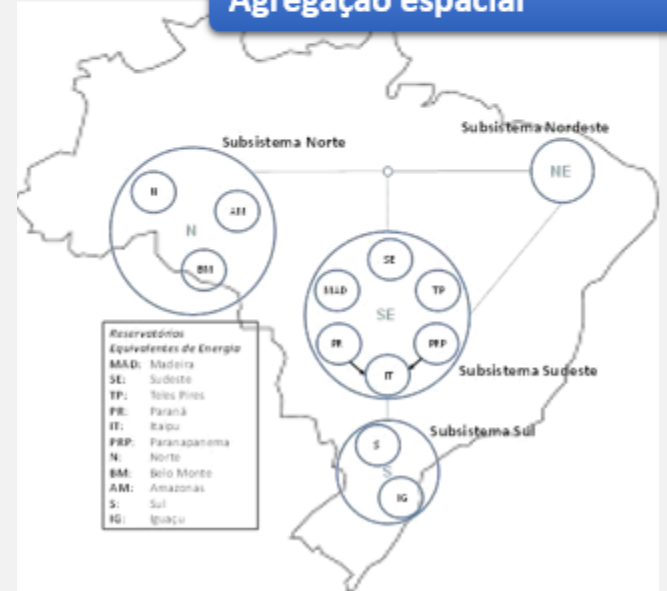 Agregação espacial
Subsistema Nordeste
Subsistema Norte
NE
N
AM
N
BM
SE
MAD
TP
SE
PR
PRP
IT
Subsistema Sudeste
Subsistema Sul
S
S
IG
Reservatórios
Equivalentes de Energia
MAD: Madeira
SE: Sudeste
TP: Teles Pires
PR: Paraná
IT: Itaipu
PRP: Paranapanema
N: Norte
BM: Belo Monte
AM: Amazonas
S: Sul
IG: Iguaçu